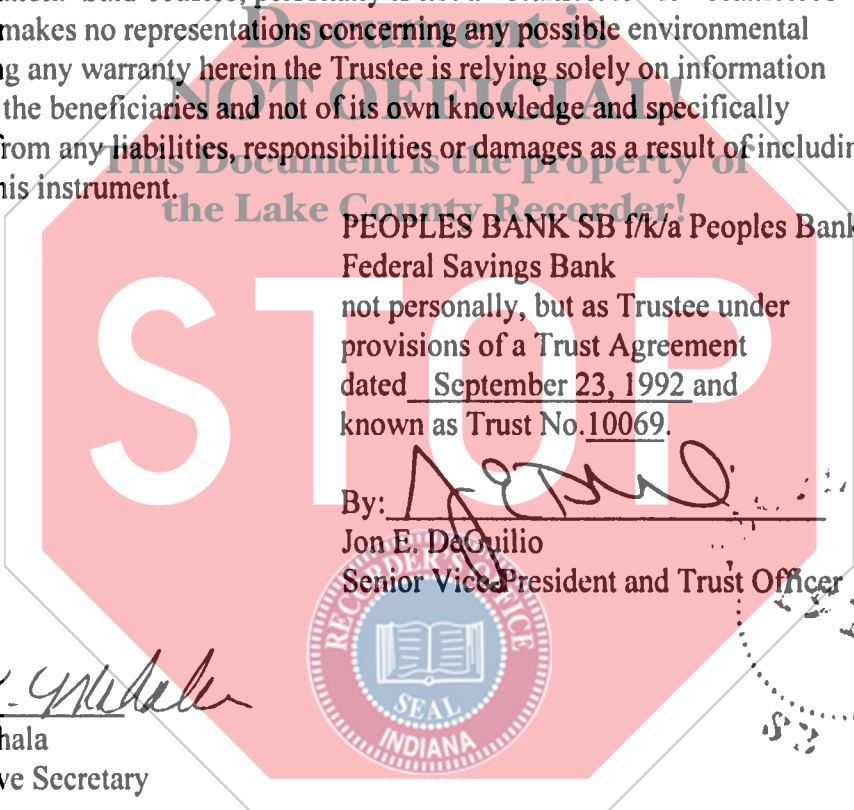 makes no representations concerning any possible environmental
Document is
any warranty herein the Trustee is relying solely on information
NOT OFFICIAL!
the beneficiaries and not of its own knowledge and specifically
from any liabilities, responsibilities or damages as a result of
This Document is the property of
instrument.
the Lake County Recorder!
PEOPLES BANK SB f/k/a Peoples Bank
Federal Savings Bank
not personally, but as Trustee under
STOP
provisions of a Trust Agreement
dated September 23, 1992 and
known as Trust No. 10069.
By:
Jon E. DeGuilio
Senior Vice President and Trust Officer
RECORDER'S OFFICE
SEAL
INDIANA
Secretary